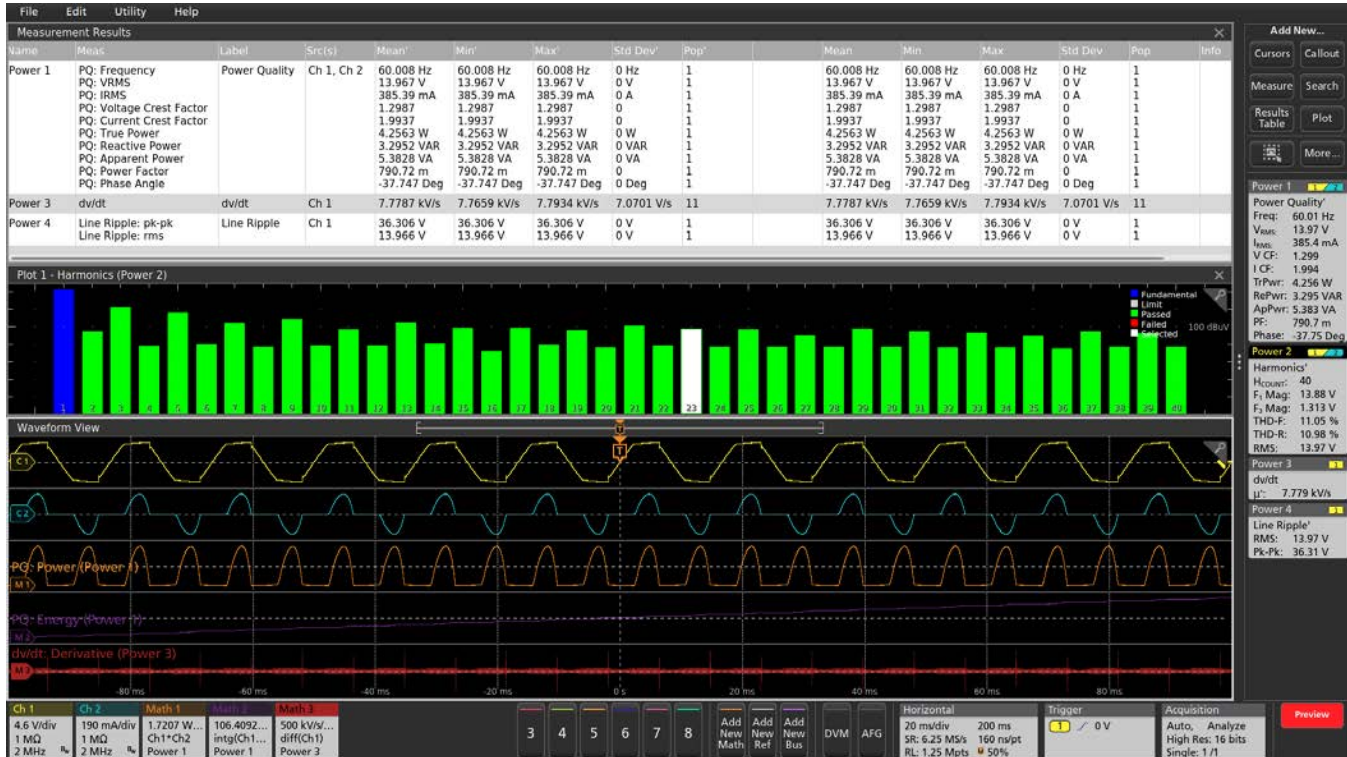 File Edit Utility Help
Measurement Results
Name Meas Label Src(s) Mean' Min' Max' Std Dev' Pop' Mean Min Max Std Dev Pop Info
Power 1 PQ: Frequency Power Quality Ch 1, Ch 2 60.008 Hz 60.008 Hz 60.008 Hz 0 Hz 1 60.008 Hz 60.008 Hz 60.008 Hz 0 Hz 1
PQ: VRMS 13.967 V 13.967 V 13.967 V 0 V 1 13.967 V 13.967 V 13.967 V 0 V 1
PQ: IRMS 385.39 mA 385.39 mA 385.39 mA 0 A 1 385.39 mA 385.39 mA 385.39 mA 0 A 1
PQ: Voltage Crest Factor 1.2987 1.2987 1.2987 0 1 1.2987 1.2987 1.2987 0 1
PQ: Current Crest Factor 1.9937 1.9937 1.9937 0 1 1.9937 1.9937 1.9937 0 1
PQ: True Power 4.2563 W 4.2563 W 4.2563 W 0 W 1 4.2563 W 4.2563 W 4.2563 W 0 W 1
PQ: Reactive Power 3.2952 VAR 3.2952 VAR 3.2952 VAR 0 VAR 1 3.2952 VAR 3.2952 VAR 3.2952 VAR 0 VAR 1
PQ: Apparent Power 5.3828 VA 5.3828 VA 5.3828 VA 0 VA 1 5.3828 VA 5.3828 VA 5.3828 VA 0 VA 1
PQ: Power Factor 790.72 m 790.72 m 790.72 m 0 1 790.72 m 790.72 m 790.72 m 0 1
PQ: Phase Angle -37.747 Deg -37.747 Deg -37.747 Deg 0 Deg 1 -37.747 Deg -37.747 Deg -37.747 Deg 0 Deg 1
Power 3 dv/dt dv/dt Ch 1 7.7787 kV/s 7.7659 kV/s 7.7934 kV/s 7.0701 V/s 11 7.7787 kV/s 7.7659 kV/s 7.7934 kV/s 7.0701 V/s 11
Power 4 Line Ripple: pk-pk Line Ripple Ch 1 36.306 V 36.306 V 36.306 V 0 V 1 36.306 V 36.306 V 36.306 V 0 V 1
Line Ripple: rms 13.966 V 13.966 V 13.966 V 0 V 1 13.966 V 13.966 V 13.966 V 0 V 1
Plot 1 - Harmonics (Power 2)
Fundamental
Limit
Passed
Failed
Selected
100 dBuV
1 2 3 4 5 6 7 8 9 10 11 12 13 14 15 16 17 18 19 20 21 22 23 24 25 26 27 28 29 30 31 32 33 34 35 36 37 38 39 40
Waveform View
T
T
C 1
C 2
PQ: Power (Power 1)
M 1
PQ: Energy (Power 1)
M 2
dv/dt: Derivative (Power 3)
M 3
-80 ms -60 ms -40 ms -20 ms 0 s 20 ms 40 ms 60 ms 80 ms
Ch 1
4.6 V/div
1 MΩ
2 MHz
Ch 2
190 mA/div
1 MΩ
2 MHz
Math 1
1.7207 W...
Ch1*Ch2
Power 1
Math 2
106.4092...
intg(Ch1...
Power 1
Math 3
500 kV/s/...
diff(Ch1)
Power 3
3 4 5 6 7 8
Add New Math
Add New Ref
Add New Bus
DVM
AFG
Horizontal
20 ms/div 200 ms
SR: 6.25 MS/s 160 ns/pt
RL: 1.25 Mpts 50%
Trigger
1 0 V
Acquisition
Auto, Analyze
High Res: 16 bits
Single: 1 /1
Preview
Add New...
Cursors Callout
Measure Search
Results Table Plot
More...
Power 1 1 2
Power Quality'
Freq: 60.01 Hz
VRMS: 13.97 V
IRMS: 385.4 mA
V CF: 1.299
I CF: 1.994
TrPwr: 4.256 W
RePwr: 3.295 VAR
ApPwr: 5.383 VA
PF: 790.7 m
Phase: -37.75 Deg
Power 2 1 2
Harmonics'
HCOUNT: 40
F1 Mag: 13.88 V
F3 Mag: 1.313 V
THD-F: 11.05 %
THD-R: 10.98 %
RMS: 13.97 V
Power 3 1
dv/dt
µ': 7.779 kV/s
Power 4 1
Line Ripple'
RMS: 13.97 V
Pk-Pk: 36.31 V